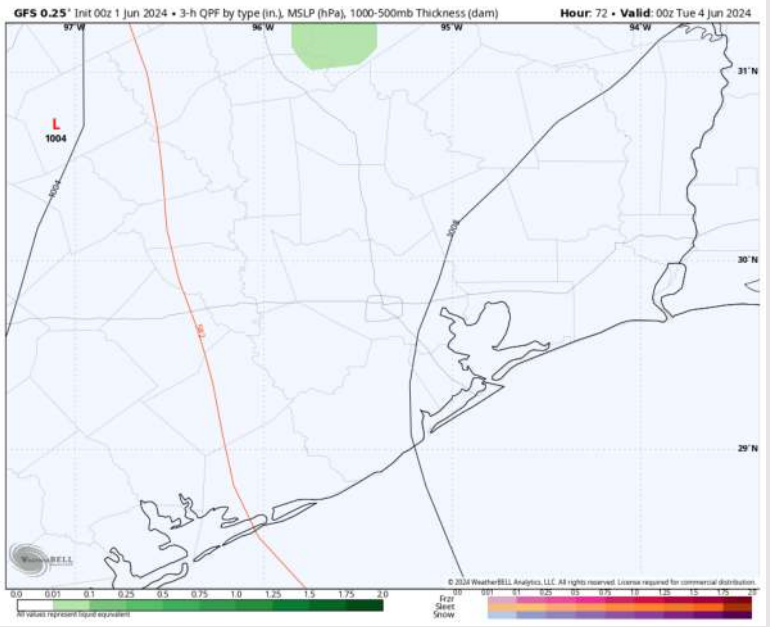 GFS 0.25° Init 00z 1 Jun 2024 • 3-h QPF by type (in.), MSLP (hPa), 1000-500mb Thickness (dam)
Hour: 72 • Valid: 00z Tue 4 Jun 2024
97°W 96°W 95°W 94°W
31°N
L
1004
1004
1008
30°N
582
29°N
WeatherBELL
© 2024 WeatherBELL Analytics, LLC. All rights reserved. License required for commercial distribution.
0.0 0.01 0.1 0.25 0.5 0.75 1.0 1.25 1.5 1.75 2.0
All values represent liquid equivalent
0.0 0.01 0.1 0.25 0.5 0.75 1.0 1.25 1.5 1.75 2.0
Frzr
Sleet
Snow